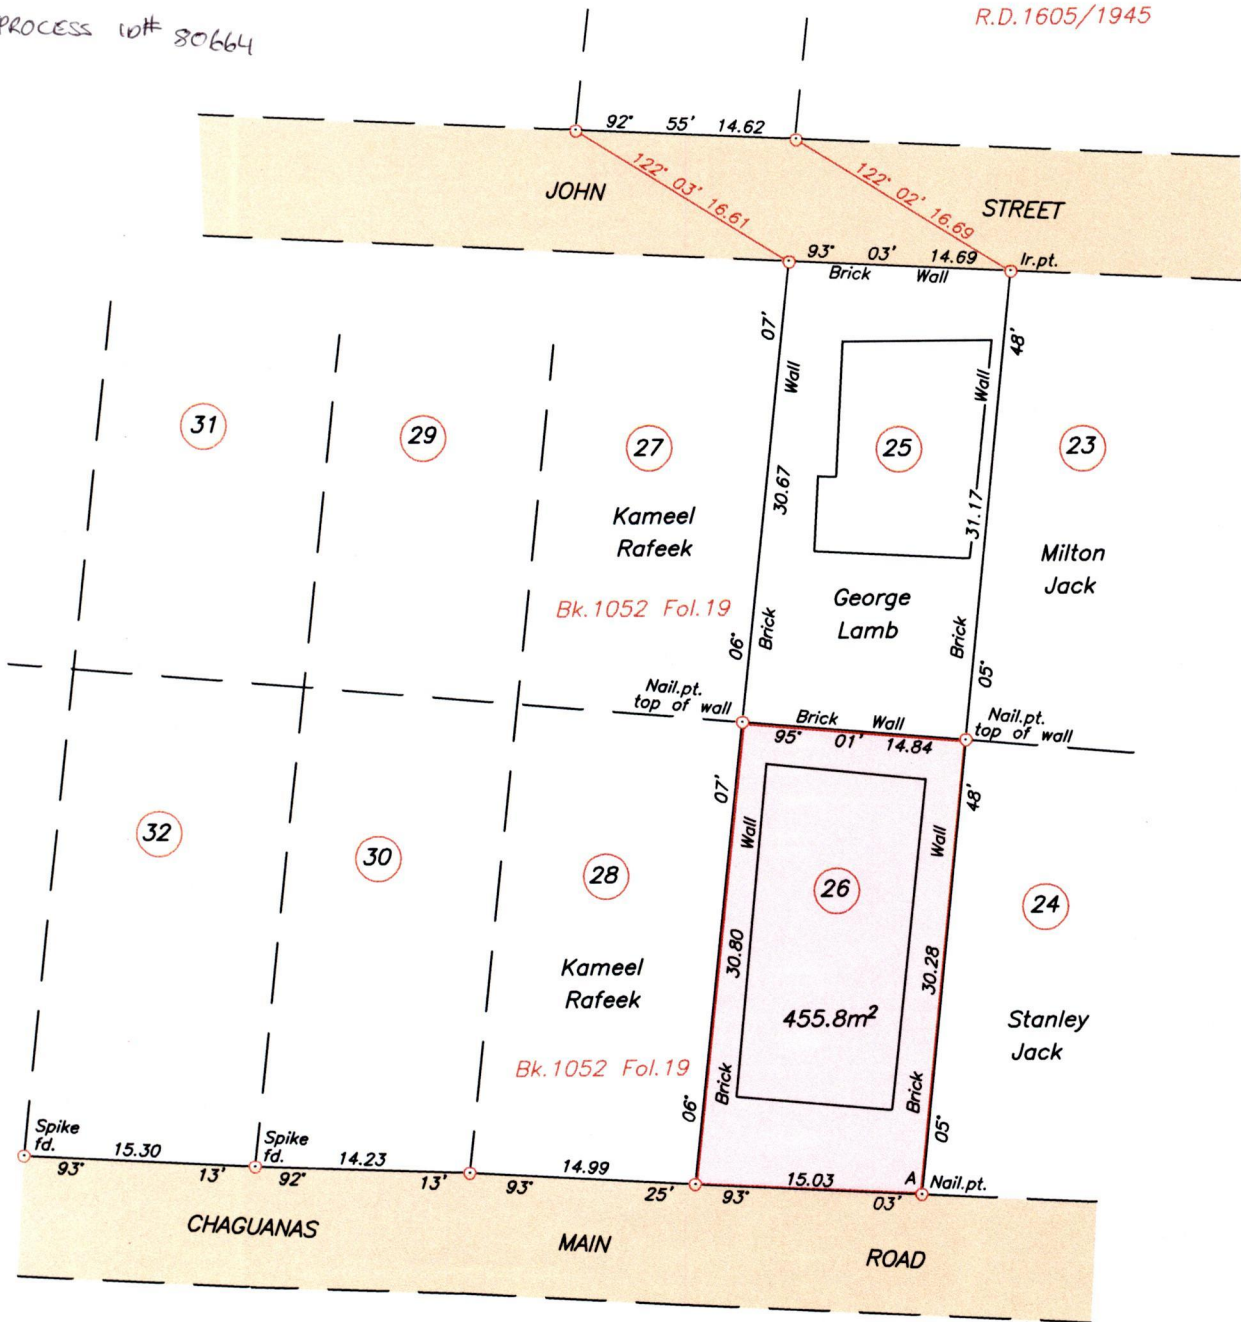 PROCESS ID# 80664
R.D.1605/1945
92° 55' 14.62
122° 03' 16.61
122° 02' 16.69
JOHN STREET
93° 03' 14.69
Ir.pt.
Brick Wall
06° 07'
30.67
Brick Wall
05° 48'
31.17
Brick Wall
31
29
27
25
23
Kameel
Rafeek
Bk.1052 Fol.19
George
Lamb
Milton
Jack
Nail.pt.
top of wall
Brick Wall
95° 01' 14.84
Nail.pt.
top of wall
06° 07'
30.80
Brick Wall
05° 48'
30.28
Brick Wall
32
30
28
26
24
Kameel
Rafeek
Bk.1052 Fol.19
455.8m²
Stanley
Jack
Spike
fd.
15.30
93° 13'
Spike
fd.
14.23
92° 13'
14.99
93° 25'
15.03
93° 03'
A
Nail.pt.
CHAGUANAS MAIN ROAD